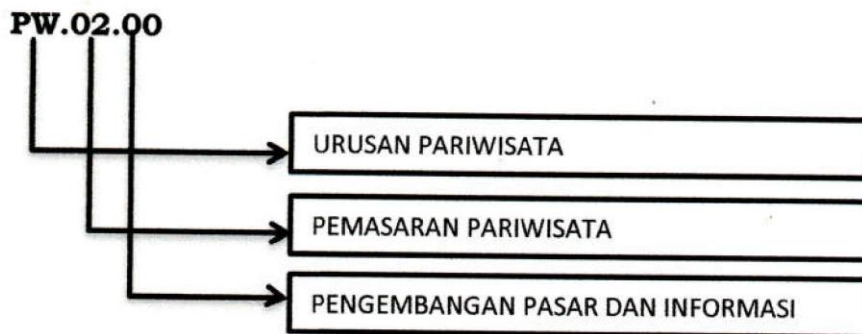 PW.02.00
URUSAN PARIWISATA
PEMASARAN PARIWISATA
PENGEMBANGAN PASAR DAN INFORMASI